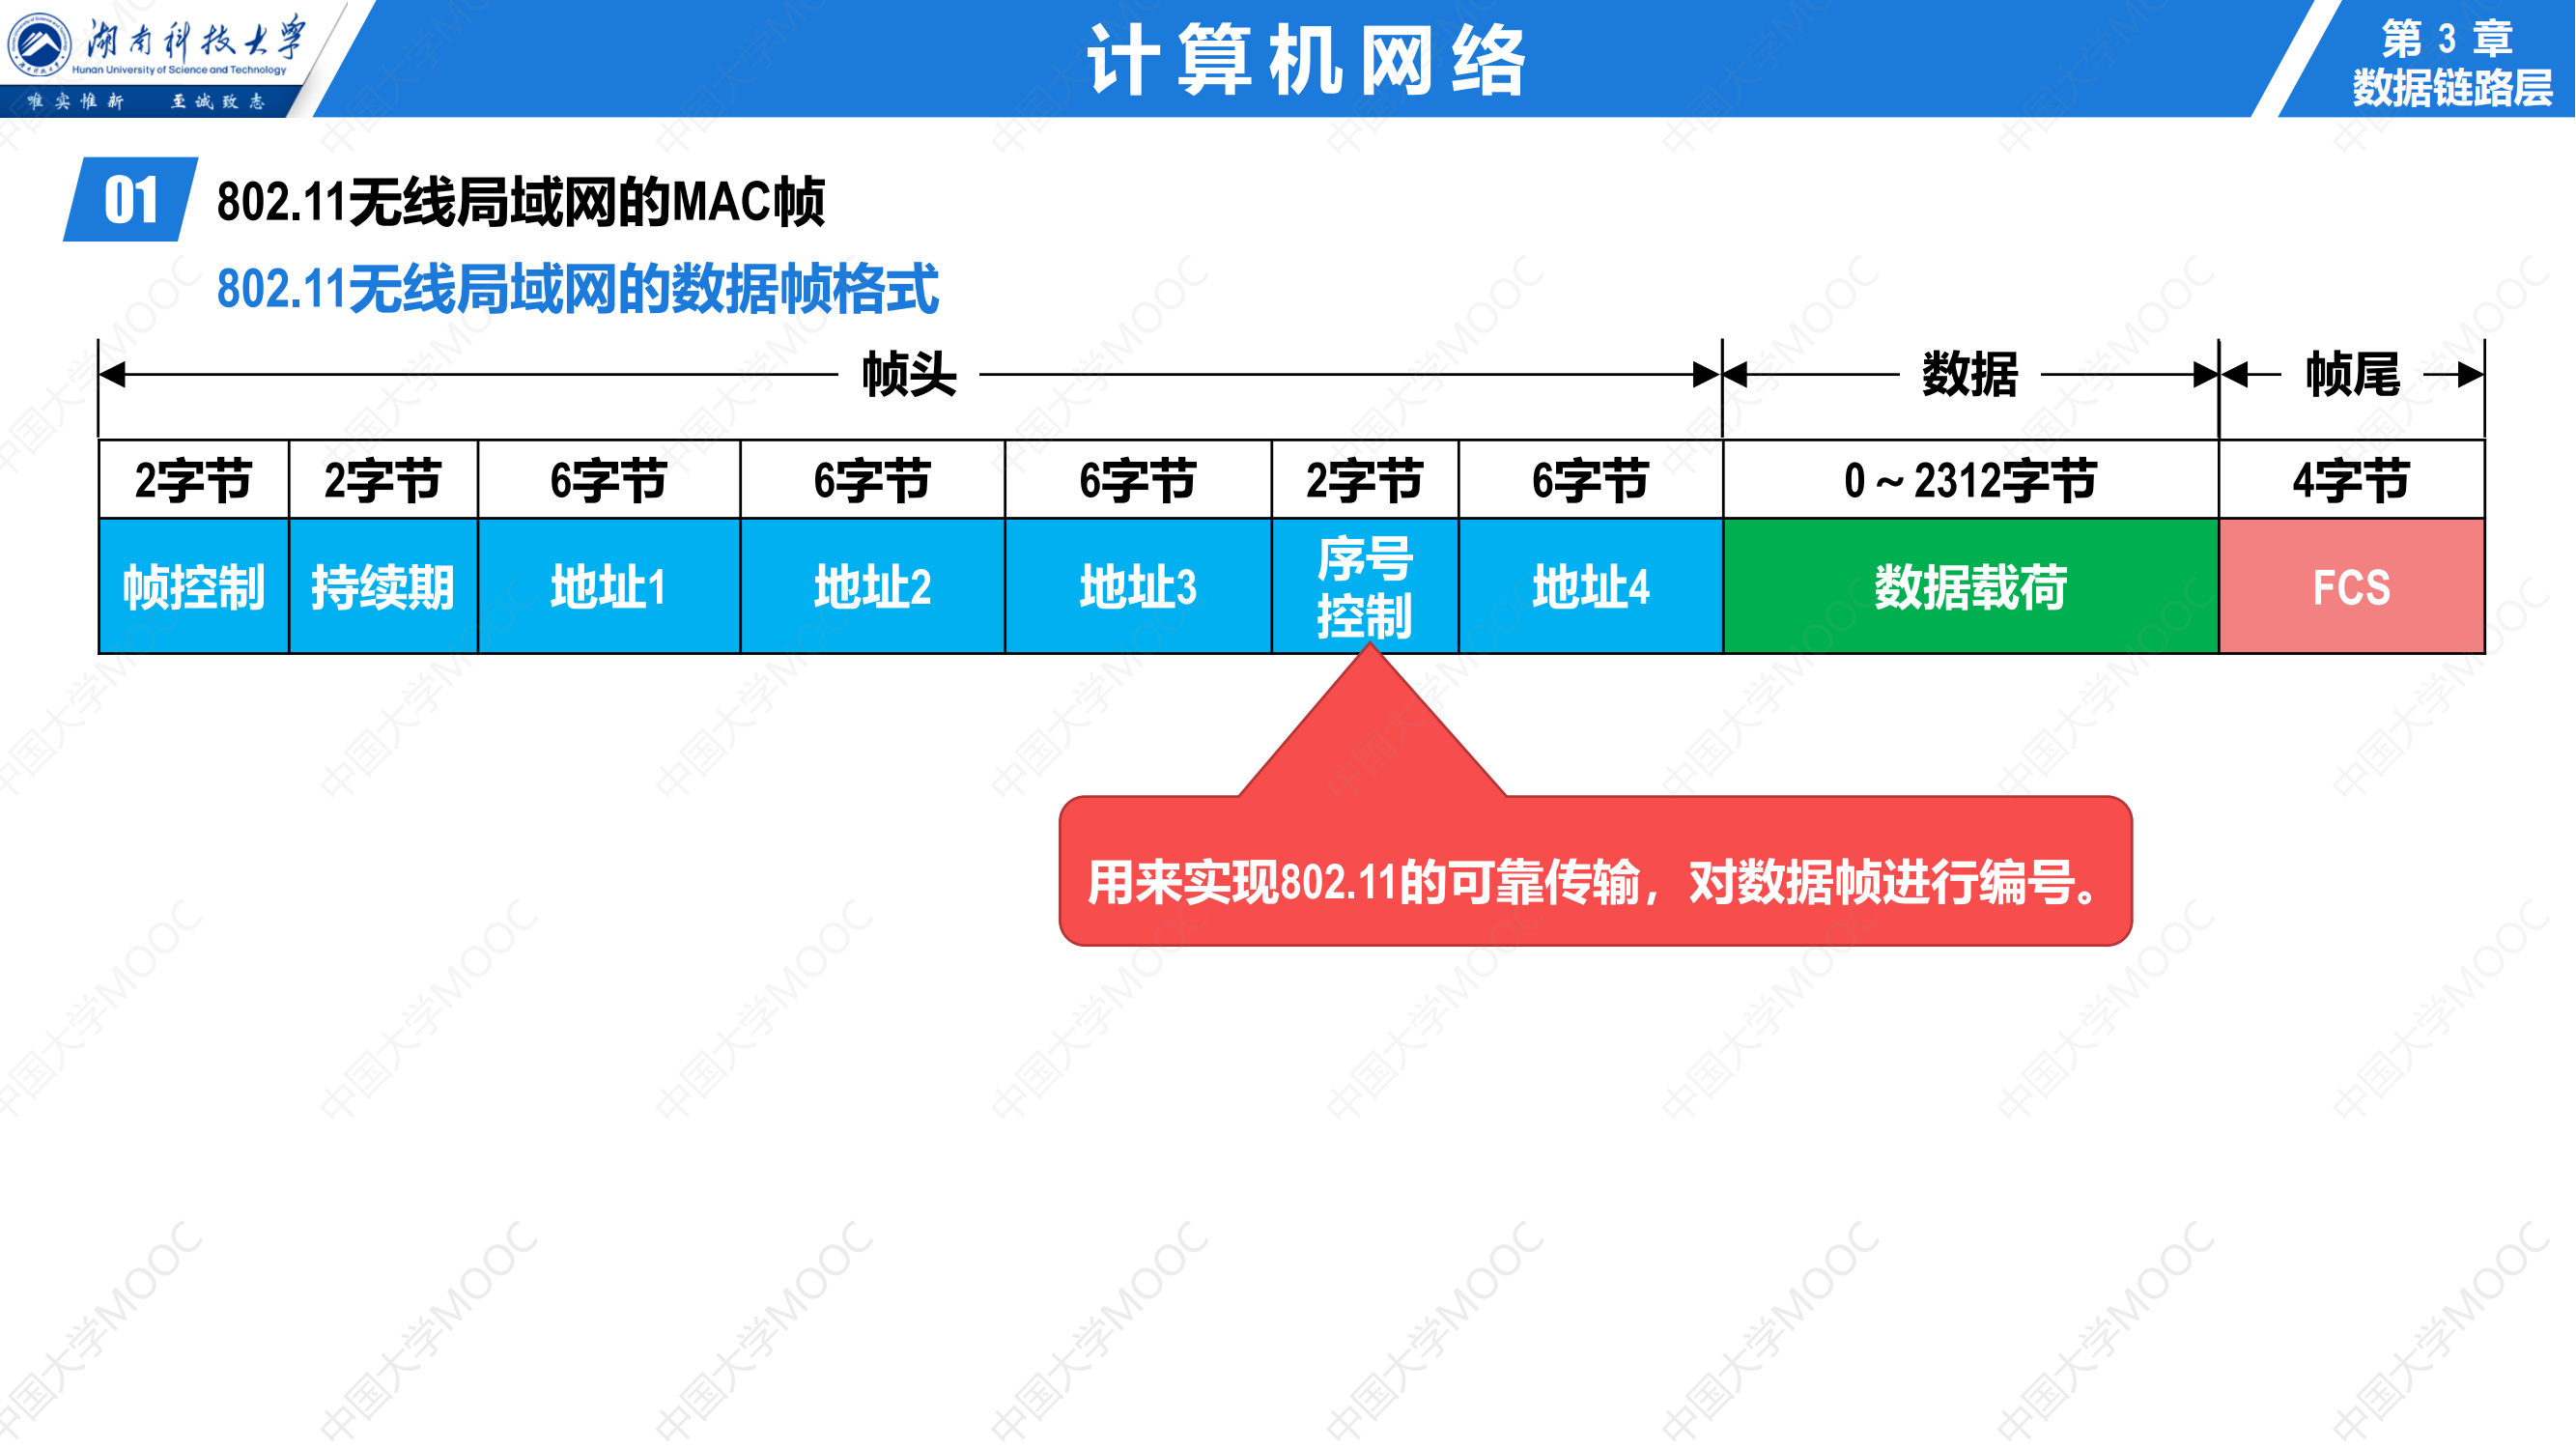 湖南科技大学
Hunan University of Science and Technology
唯实惟新 至诚致志
计算机网络
第 3 章
数据链路层
01
802.11无线局域网的MAC帧
802.11无线局域网的数据帧格式
帧头 数据 帧尾
2字节 2字节 6字节 6字节 6字节 2字节 6字节 0~2312字节 4字节
帧控制 持续期 地址1 地址2 地址3 序号控制 地址4 数据载荷 FCS
用来实现802.11的可靠传输，对数据帧进行编号。
中国大学MOOC